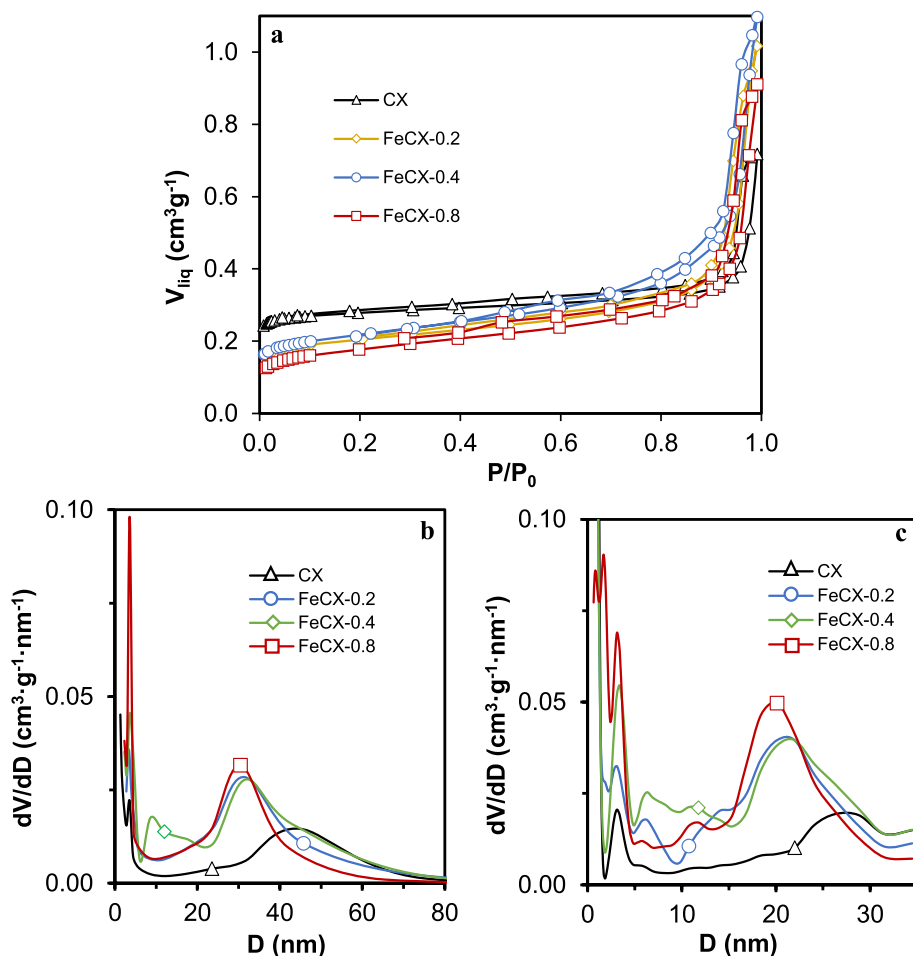 a
1.0
0.8
0.6
0.4
0.2
0.0
V_liq (cm³g⁻¹)
CX
FeCX-0.2
FeCX-0.4
FeCX-0.8
0.0 0.2 0.4 0.6 0.8 1.0
P/P₀
b
0.10
0.05
0.00
dV/dD (cm³·g⁻¹·nm⁻¹)
CX
FeCX-0.2
FeCX-0.4
FeCX-0.8
0 20 40 60 80
D (nm)
c
0.10
0.05
0.00
dV/dD (cm³·g⁻¹·nm⁻¹)
CX
FeCX-0.2
FeCX-0.4
FeCX-0.8
0 10 20 30
D (nm)